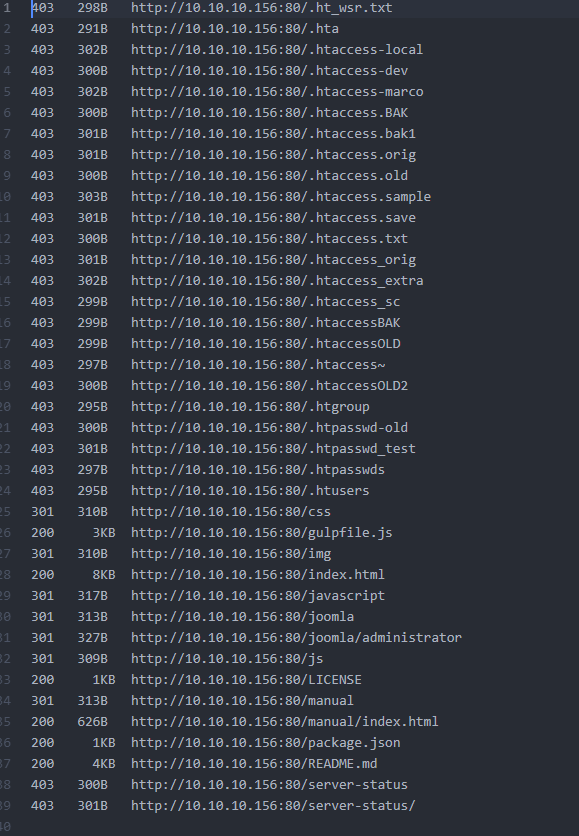 1 403 298B http://10.10.10.156:80/.ht_wsr.txt
2 403 291B http://10.10.10.156:80/.hta
3 403 302B http://10.10.10.156:80/.htaccess-local
4 403 300B http://10.10.10.156:80/.htaccess-dev
5 403 302B http://10.10.10.156:80/.htaccess-marco
6 403 300B http://10.10.10.156:80/.htaccess.BAK
7 403 301B http://10.10.10.156:80/.htaccess.bak1
8 403 301B http://10.10.10.156:80/.htaccess.orig
9 403 300B http://10.10.10.156:80/.htaccess.old
10 403 303B http://10.10.10.156:80/.htaccess.sample
11 403 301B http://10.10.10.156:80/.htaccess.save
12 403 300B http://10.10.10.156:80/.htaccess.txt
13 403 301B http://10.10.10.156:80/.htaccess_orig
14 403 302B http://10.10.10.156:80/.htaccess_extra
15 403 299B http://10.10.10.156:80/.htaccess_sc
16 403 299B http://10.10.10.156:80/.htaccessBAK
17 403 299B http://10.10.10.156:80/.htaccessOLD
18 403 297B http://10.10.10.156:80/.htaccess~
19 403 300B http://10.10.10.156:80/.htaccessOLD2
20 403 295B http://10.10.10.156:80/.htgroup
21 403 300B http://10.10.10.156:80/.htpasswd-old
22 403 301B http://10.10.10.156:80/.htpasswd_test
23 403 297B http://10.10.10.156:80/.htpasswds
24 403 295B http://10.10.10.156:80/.htusers
25 301 310B http://10.10.10.156:80/css
26 200 3KB http://10.10.10.156:80/gulpfile.js
27 301 310B http://10.10.10.156:80/img
28 200 8KB http://10.10.10.156:80/index.html
29 301 317B http://10.10.10.156:80/javascript
30 301 313B http://10.10.10.156:80/joomla
31 301 327B http://10.10.10.156:80/joomla/administrator
32 301 309B http://10.10.10.156:80/js
33 200 1KB http://10.10.10.156:80/LICENSE
34 301 313B http://10.10.10.156:80/manual
35 200 626B http://10.10.10.156:80/manual/index.html
36 200 1KB http://10.10.10.156:80/package.json
37 200 4KB http://10.10.10.156:80/README.md
38 403 300B http://10.10.10.156:80/server-status
39 403 301B http://10.10.10.156:80/server-status/
40